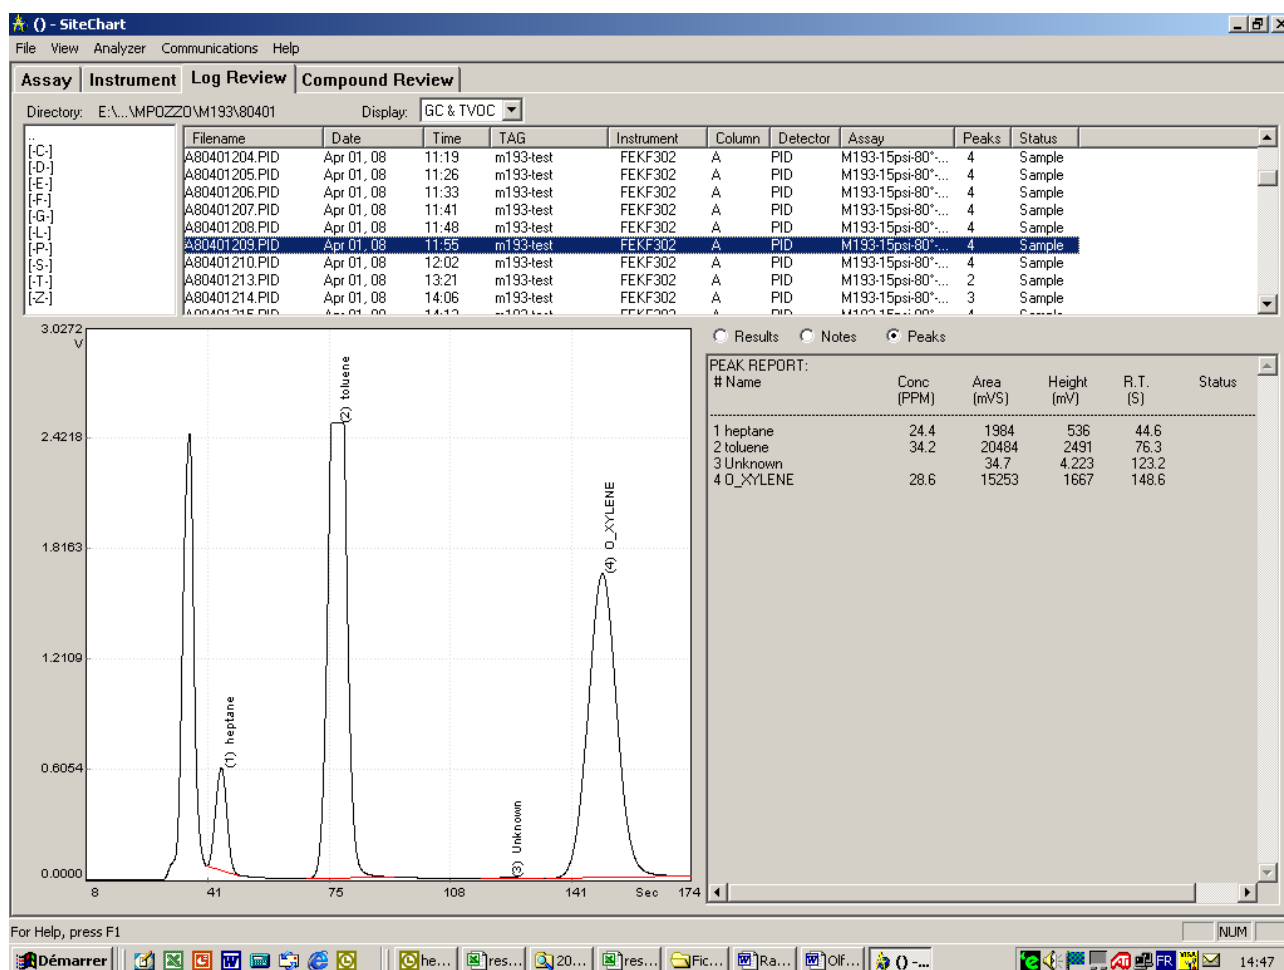 () - SiteChart
File View Analyzer Communications Help
Assay Instrument Log Review Compound Review
Directory: E:\...\MPOZZO\M193\80401 Display: GC & TVOC
..
[-C-]
[-D-]
[-E-]
[-F-]
[-G-]
[-L-]
[-P-]
[-S-]
[-T-]
[-Z-]
Filename Date Time TAG Instrument Column Detector Assay Peaks Status
A80401204.PID Apr 01, 08 11:19 m193-test FEKF302 A PID M193-15psi-80°-... 4 Sample
A80401205.PID Apr 01, 08 11:26 m193-test FEKF302 A PID M193-15psi-80°-... 4 Sample
A80401206.PID Apr 01, 08 11:33 m193-test FEKF302 A PID M193-15psi-80°-... 4 Sample
A80401207.PID Apr 01, 08 11:41 m193-test FEKF302 A PID M193-15psi-80°-... 4 Sample
A80401208.PID Apr 01, 08 11:48 m193-test FEKF302 A PID M193-15psi-80°-... 4 Sample
A80401209.PID Apr 01, 08 11:55 m193-test FEKF302 A PID M193-15psi-80°-... 4 Sample
A80401210.PID Apr 01, 08 12:02 m193-test FEKF302 A PID M193-15psi-80°-... 4 Sample
A80401213.PID Apr 01, 08 13:21 m193-test FEKF302 A PID M193-15psi-80°-... 2 Sample
A80401214.PID Apr 01, 08 14:06 m193-test FEKF302 A PID M193-15psi-80°-... 3 Sample
3.0272
V
2.4218
1.8163
1.2109
0.6054
0.0000
8 41 75 108 141 Sec 174
(1) heptane
(2) toluene
(3) Unknown
(4) O_XYLENE
Results Notes Peaks
PEAK REPORT:
# Name Conc Area Height R.T. Status
(PPM) (mVS) (mV) (S)
1 heptane 24.4 1984 536 44.6
2 toluene 34.2 20484 2491 76.3
3 Unknown 34.7 4.223 123.2
4 O_XYLENE 28.6 15253 1667 148.6
For Help, press F1 NUM
Démarrer he... res... 20... res... Fic... Ra... Olf... () -... FR 14:47